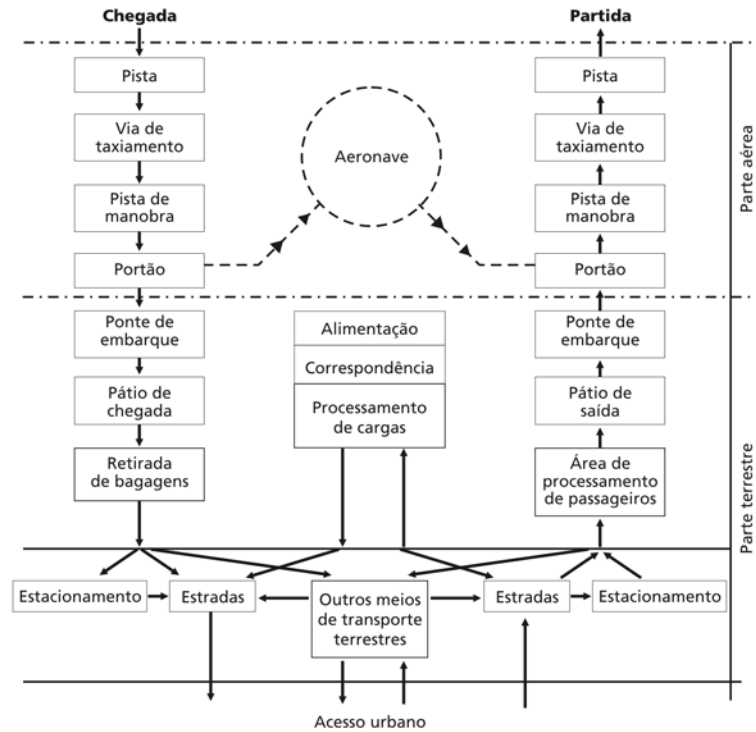 Chegada
Partida
Pista
Pista
Via de
taxiamento
Aeronave
Via de
taxiamento
Parte aérea
Pista de
manobra
Pista de
manobra
Portão
Portão
Ponte de
embarque
Alimentação
Ponte de
embarque
Correspondência
Pátio de
chegada
Processamento
de cargas
Pátio de
saída
Retirada
de bagagens
Área de
processamento
de passageiros
Parte terrestre
Estacionamento
Estradas
Outros meios
de transporte
terrestres
Estradas
Estacionamento
Acesso urbano